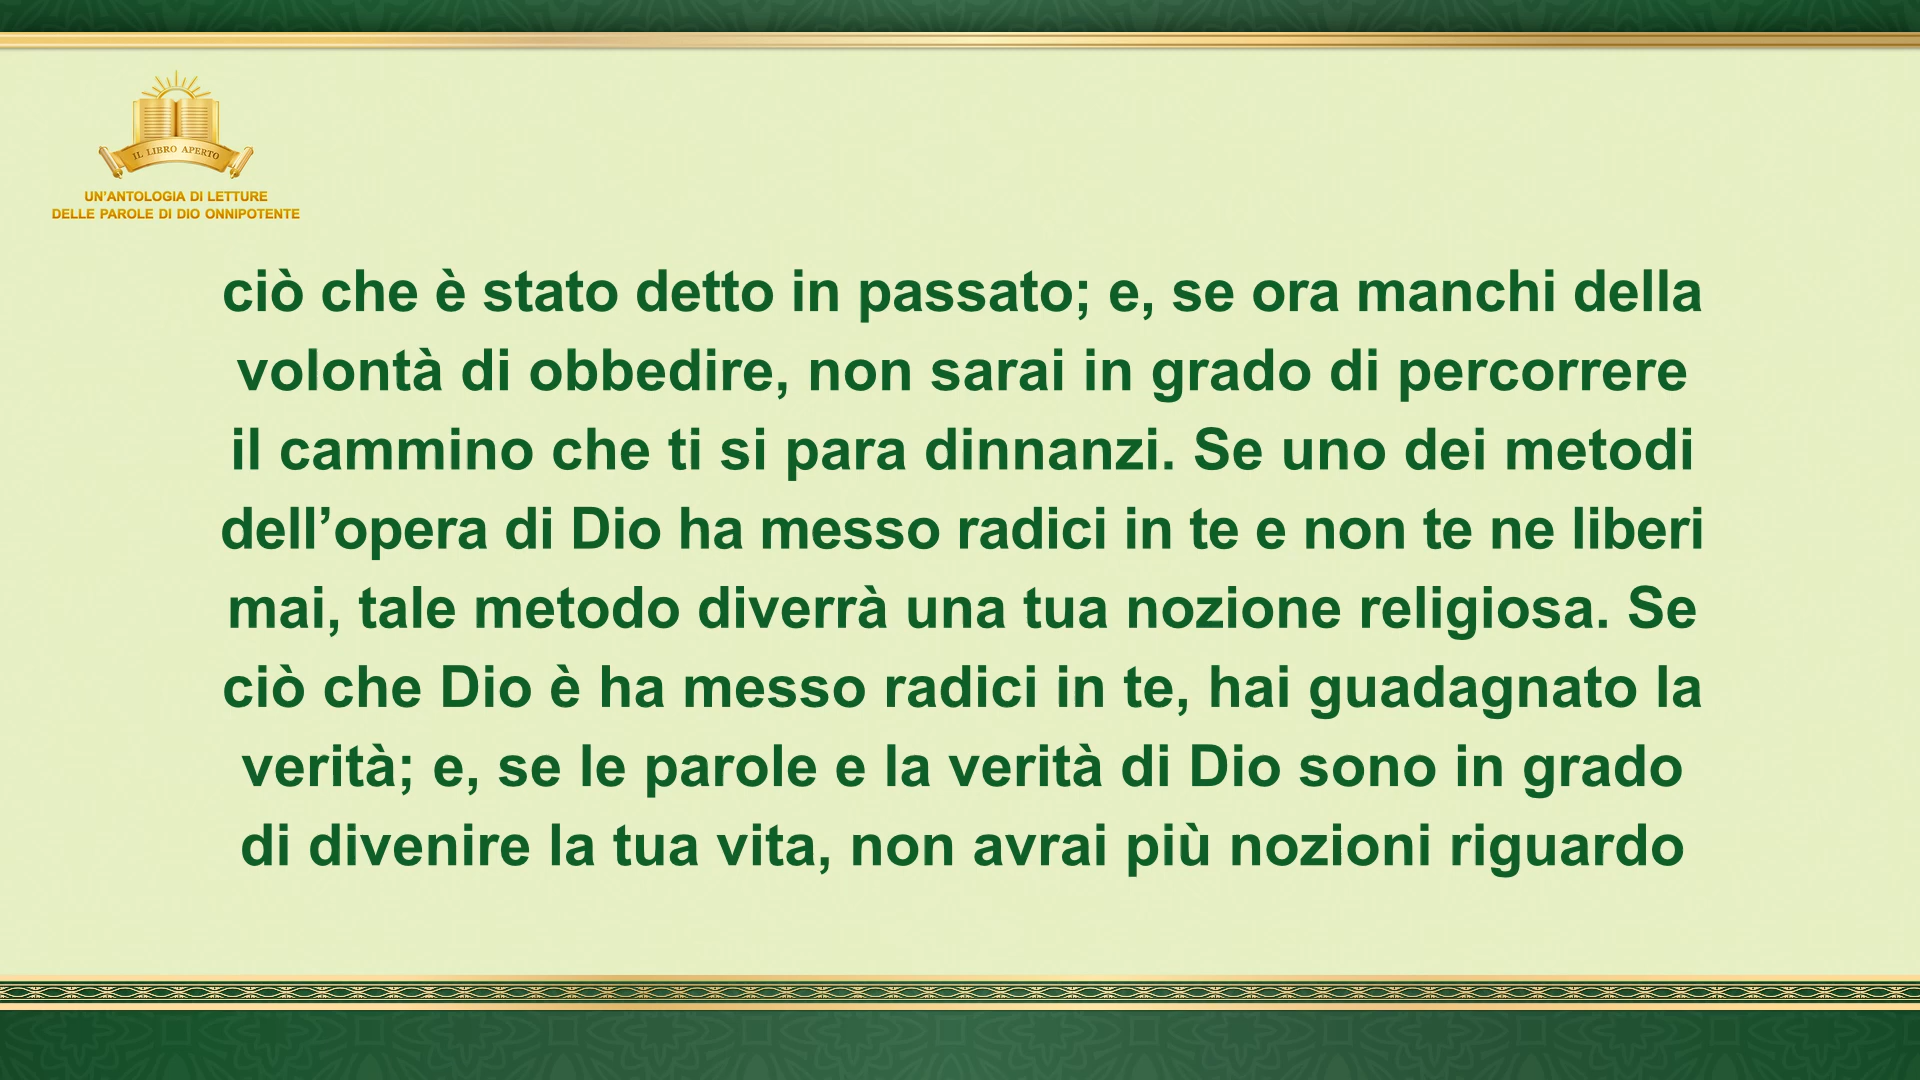 IL LIBRO APERTO
UN’ANTOLOGIA DI LETTURE
DELLE PAROLE DI DIO ONNIPOTENTE
ciò che è stato detto in passato; e, se ora manchi della
volontà di obbedire, non sarai in grado di percorrere
il cammino che ti si para dinnanzi. Se uno dei metodi
dell’opera di Dio ha messo radici in te e non te ne liberi
mai, tale metodo diverrà una tua nozione religiosa. Se
ciò che Dio è ha messo radici in te, hai guadagnato la
verità; e, se le parole e la verità di Dio sono in grado
di divenire la tua vita, non avrai più nozioni riguardo